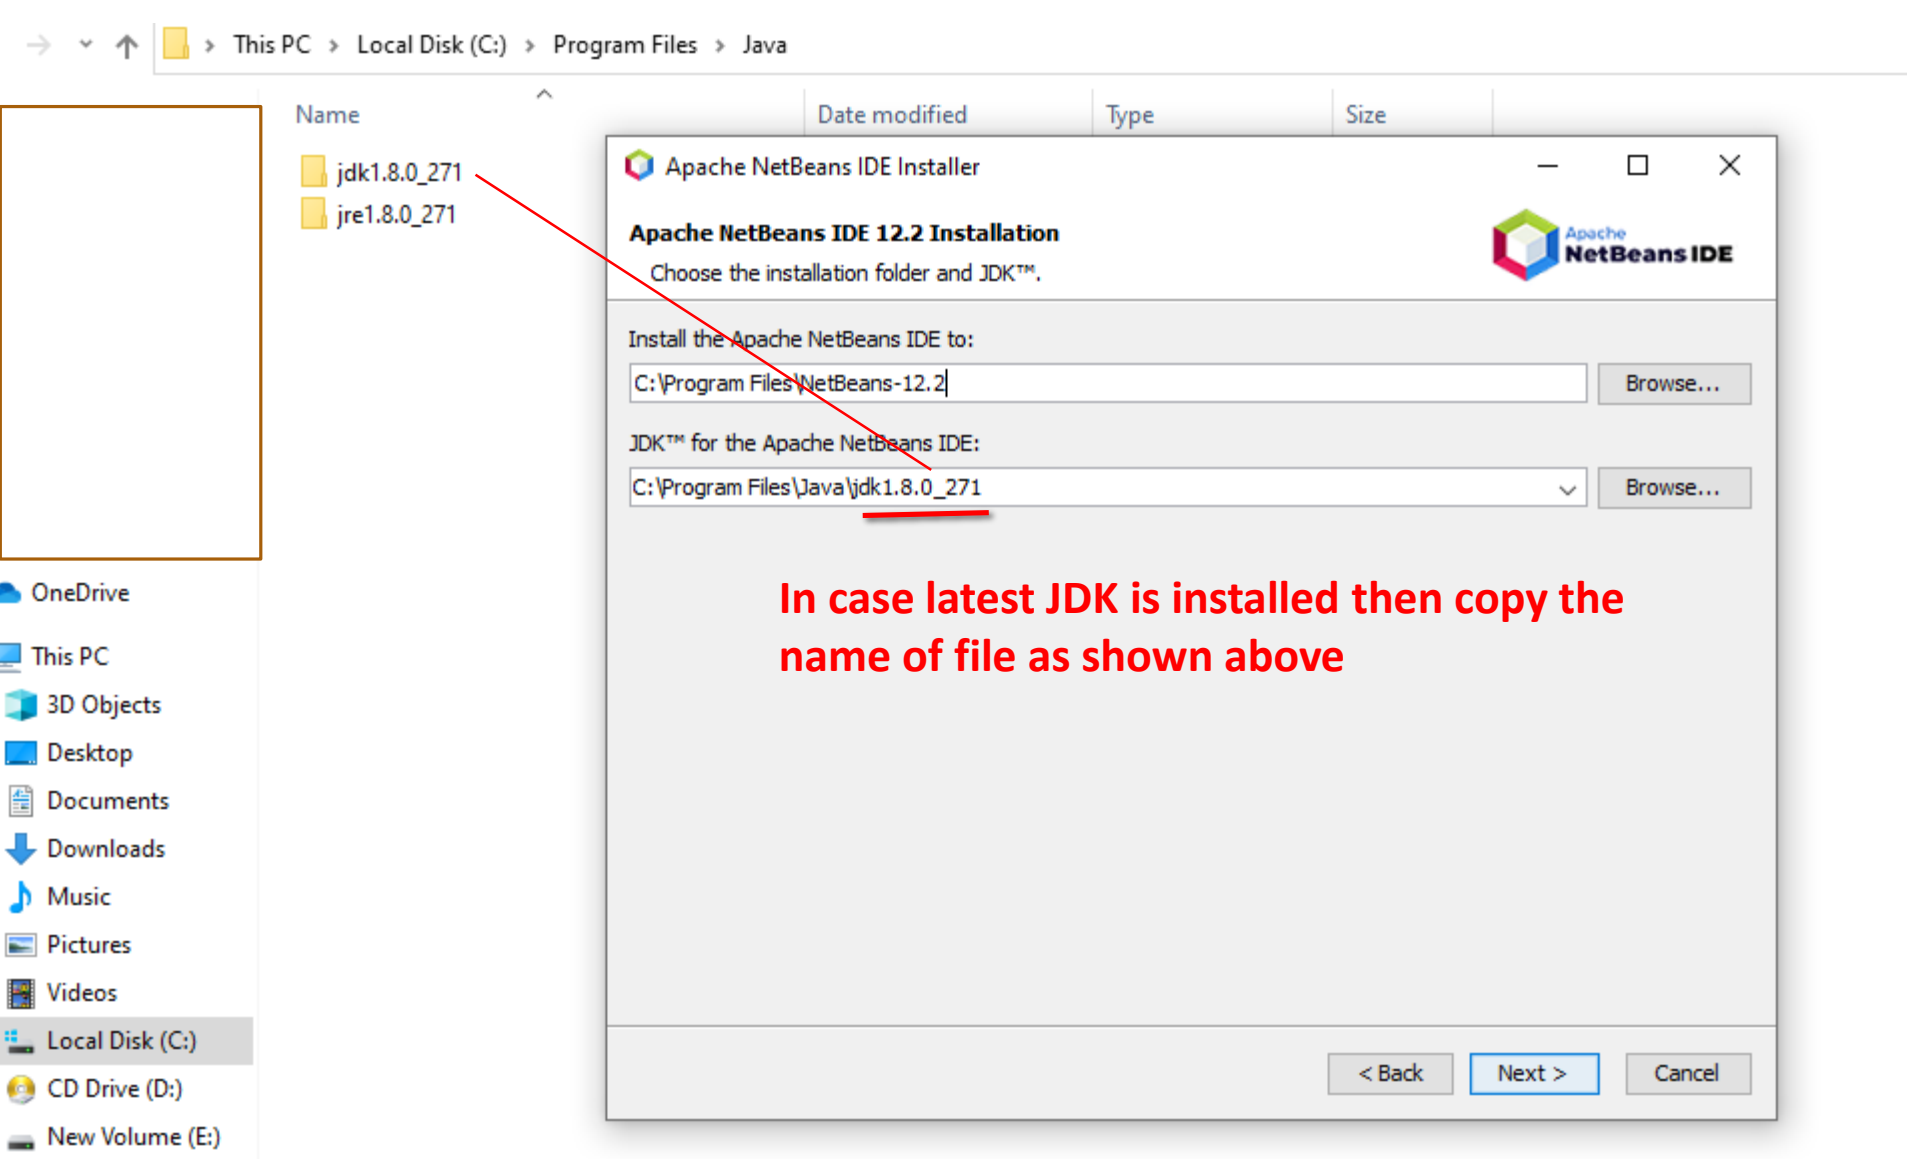 This PC > Local Disk (C:) > Program Files > Java
Name Date modified Type Size
jdk1.8.0_271
jre1.8.0_271
Apache NetBeans IDE Installer
Apache NetBeans IDE 12.2 Installation
Choose the installation folder and JDK™.
Apache
NetBeans IDE
Install the Apache NetBeans IDE to:
C:\Program Files\NetBeans-12.2
Browse...
JDK™ for the Apache NetBeans IDE:
C:\Program Files\Java\jdk1.8.0_271
Browse...
In case latest JDK is installed then copy the
name of file as shown above
< Back Next > Cancel
OneDrive
This PC
3D Objects
Desktop
Documents
Downloads
Music
Pictures
Videos
Local Disk (C:)
CD Drive (D:)
New Volume (E:)